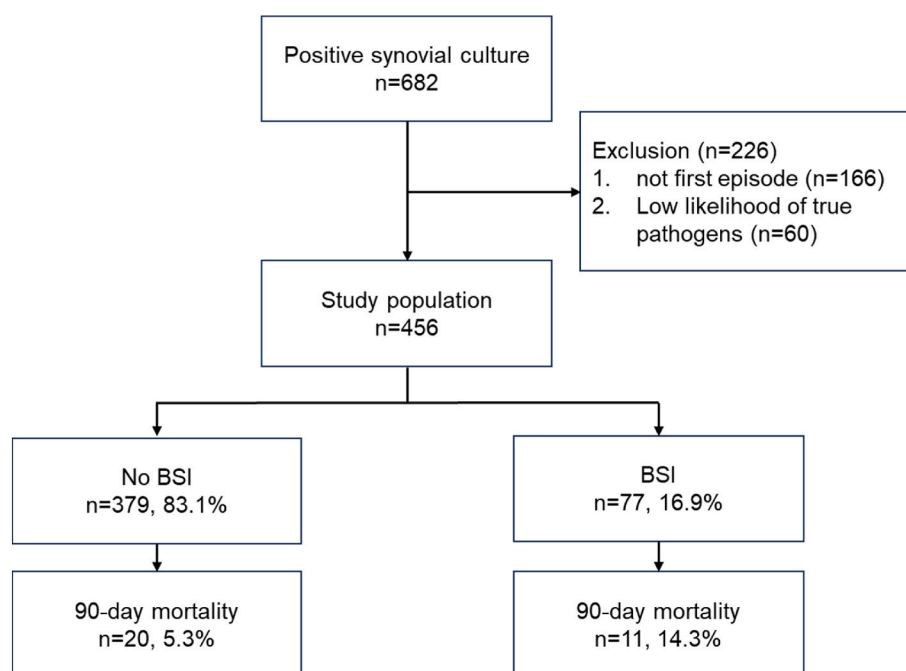 Positive synovial culture
n=682
Exclusion (n=226)
1. not first episode (n=166)
2. Low likelihood of true
pathogens (n=60)
Study population
n=456
No BSI
n=379, 83.1%
BSI
n=77, 16.9%
90-day mortality
n=20, 5.3%
90-day mortality
n=11, 14.3%